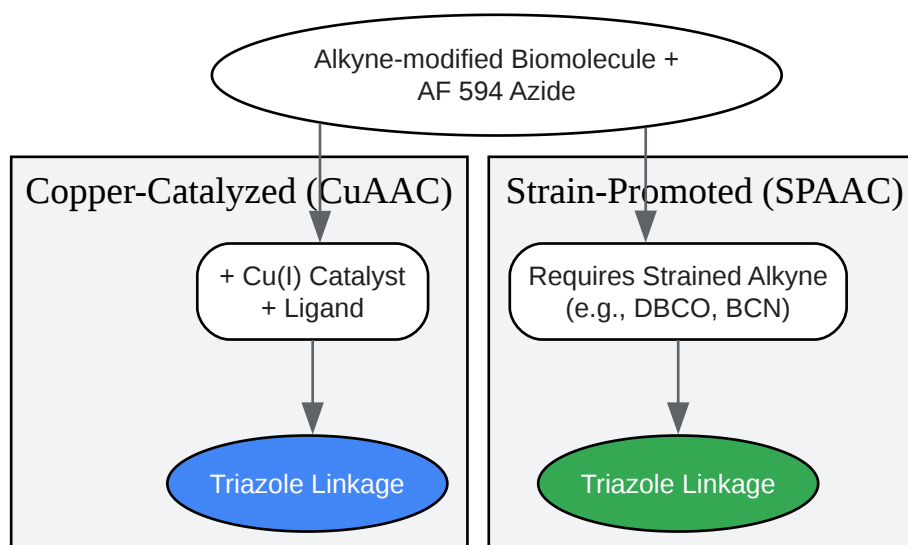 Alkyne-modified Biomolecule +
AF 594 Azide
Copper-Catalyzed (CuAAC)
+ Cu(I) Catalyst
+ Ligand
Triazole Linkage
Strain-Promoted (SPAAC)
Requires Strained Alkyne
(e.g., DBCO, BCN)
Triazole Linkage